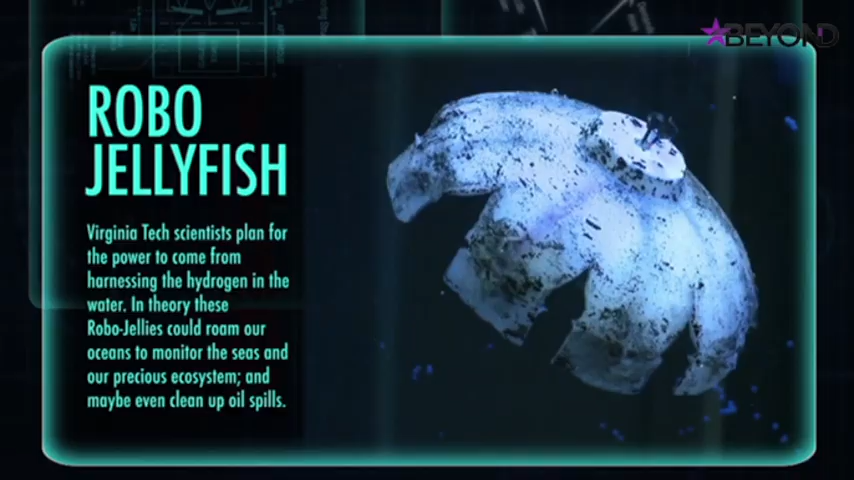 BEYOND
ROBO
JELLYFISH
Virginia Tech scientists plan for
the power to come from
harnessing the hydrogen in the
water. In theory these
Robo-Jellies could roam our
oceans to monitor the seas and
our precious ecosystem; and
maybe even clean up oil spills.